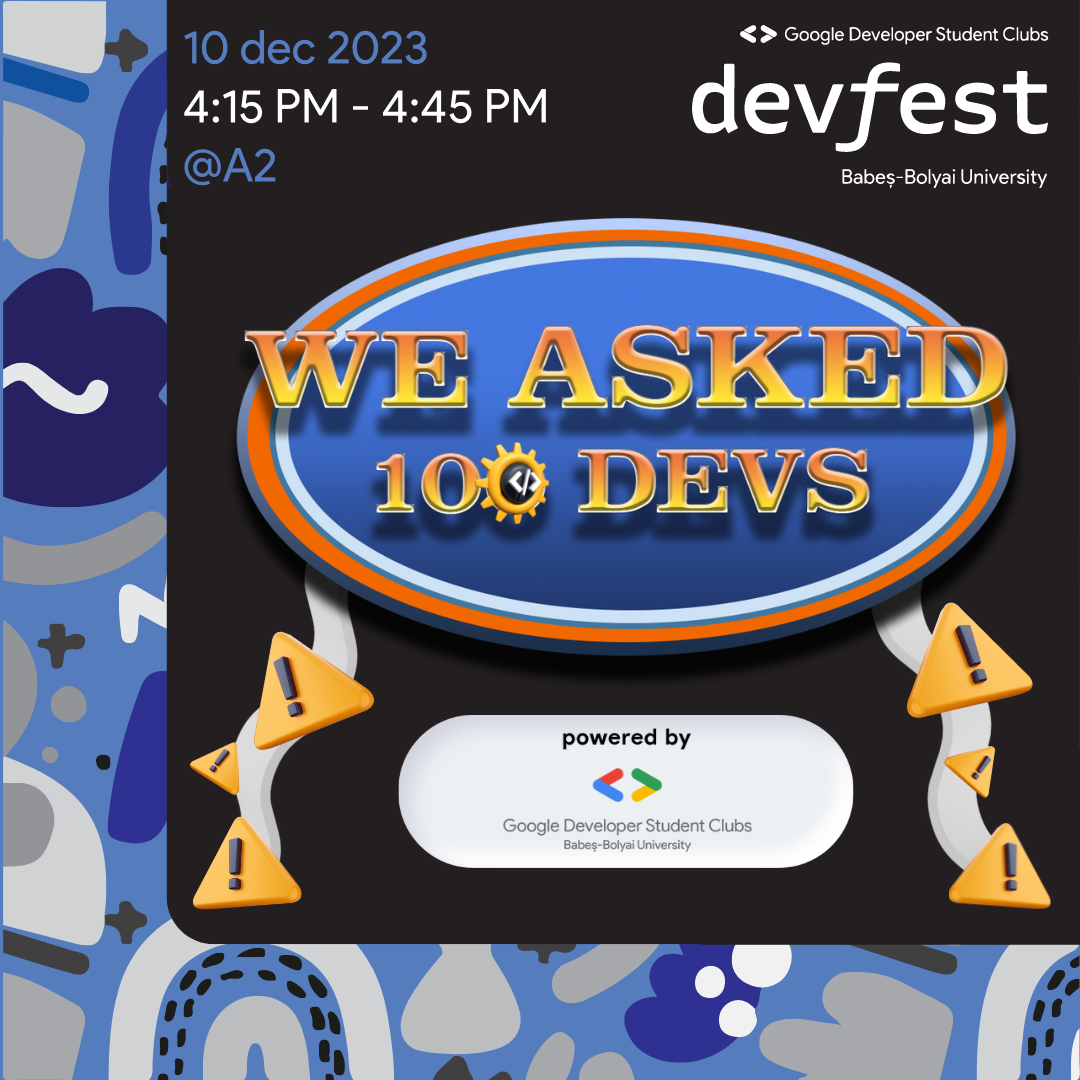 10 dec 2023
4:15 PM - 4:45 PM
@A2
<> Google Developer Student Clubs
devfest
Babeș-Bolyai University
WE ASKED
100 DEVS
</>
powered by
Google Developer Student Clubs
Babeș-Bolyai University